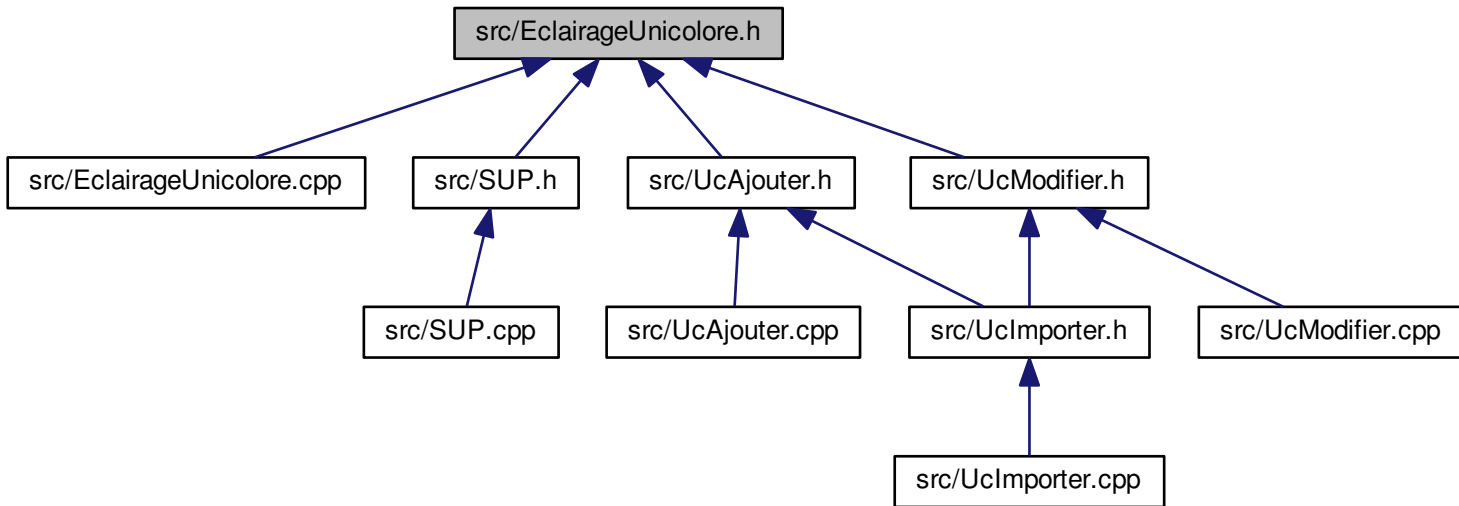 src/EclairageUnicolore.h
src/EclairageUnicolore.cpp
src/SUP.h
src/UcAjouter.h
src/UcModifier.h
src/SUP.cpp
src/UcAjouter.cpp
src/UcImporter.h
src/UcModifier.cpp
src/UcImporter.cpp